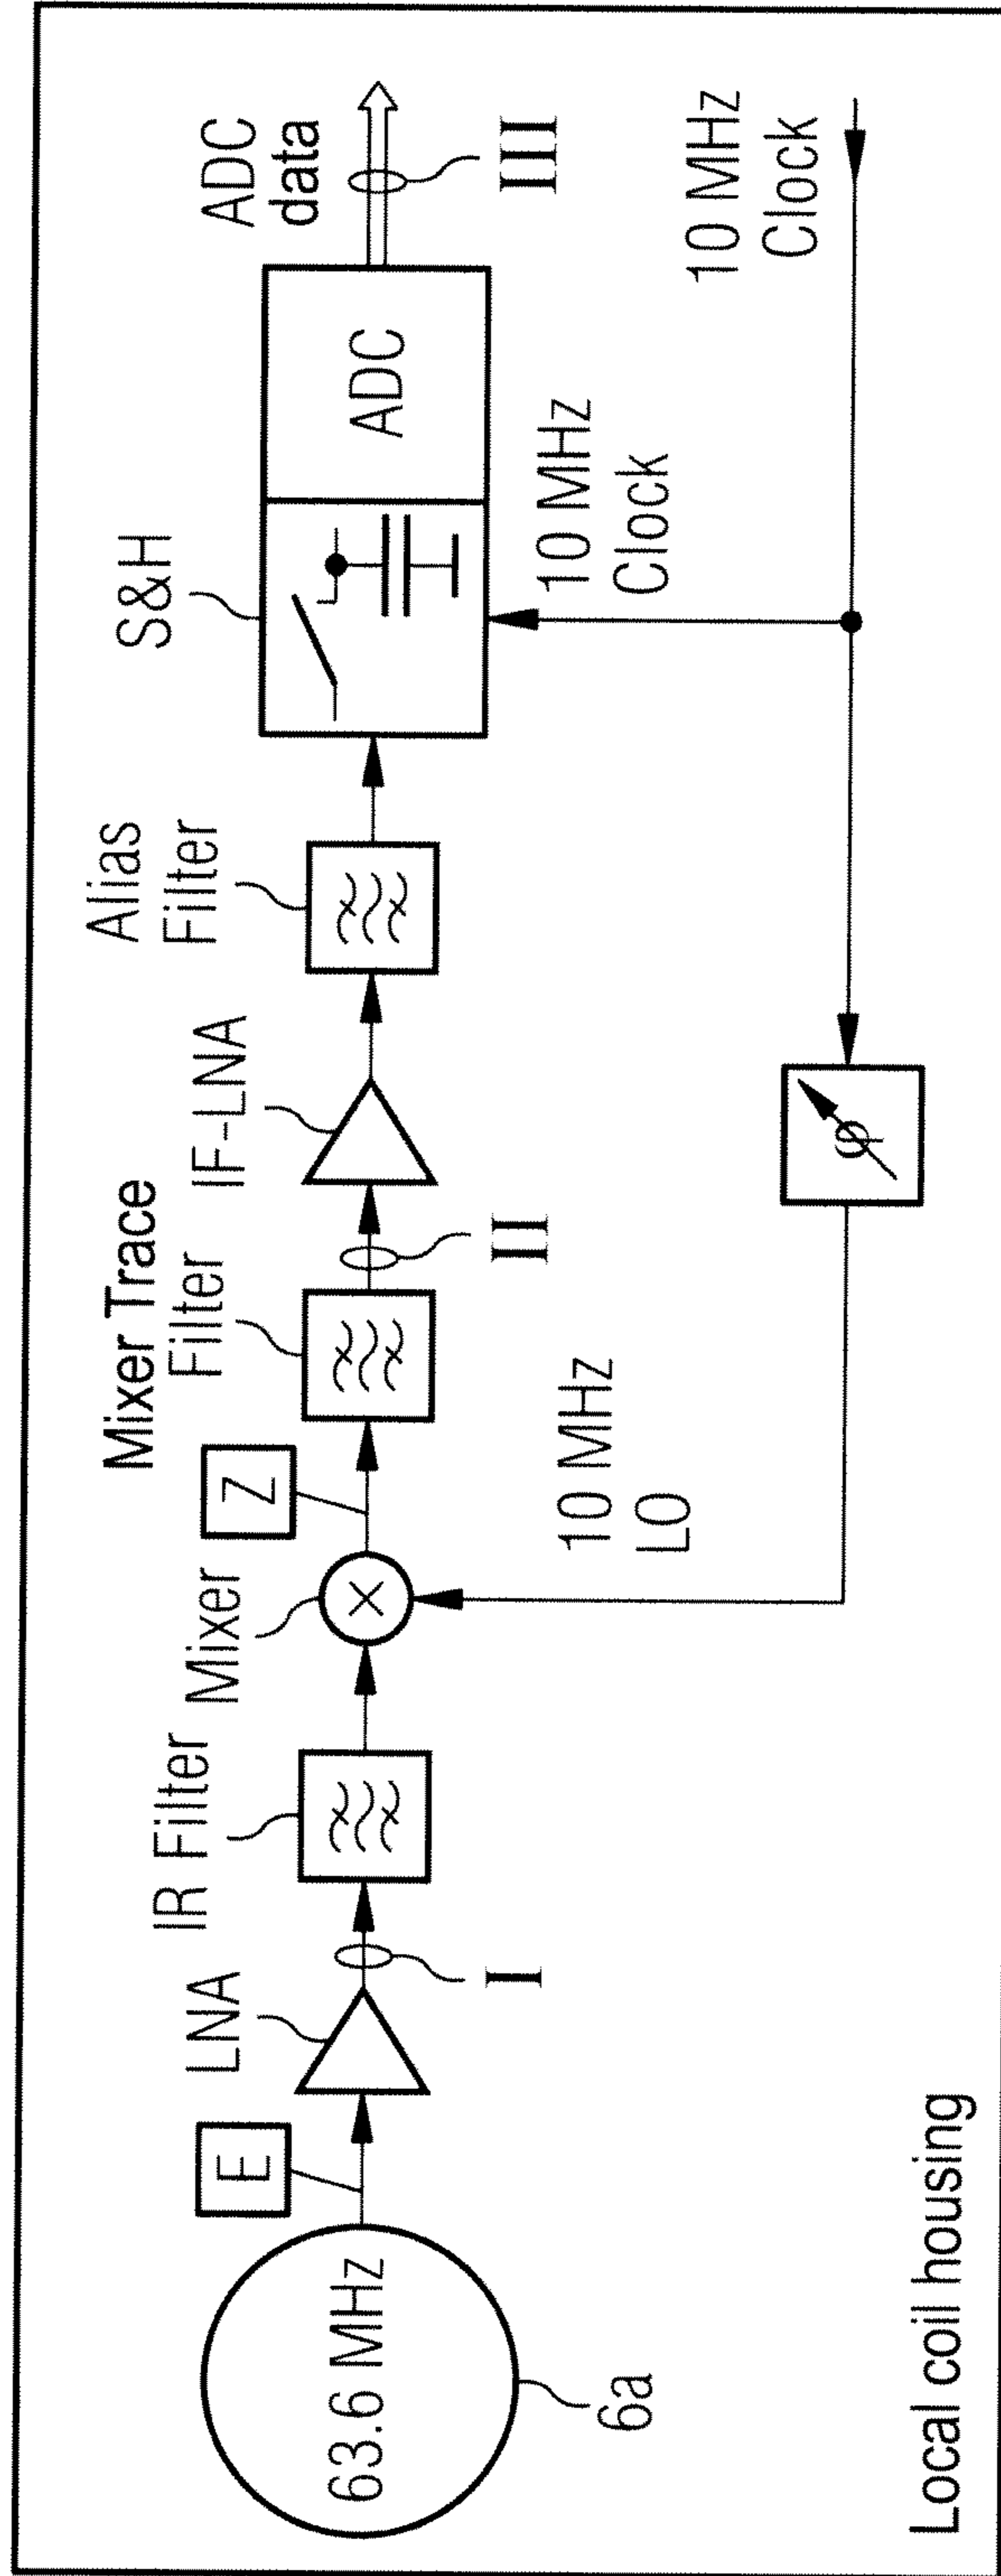 63.6 MHz
6a
E
LNA
I
IR Filter
Mixer
Z
10 MHz
LO
Mixer Trace
Filter
II
IF-LNA
φ
Alias
Filter
S&H
10 MHz
Clock
ADC
ADC
data
III
10 MHz
Clock
Local coil housing